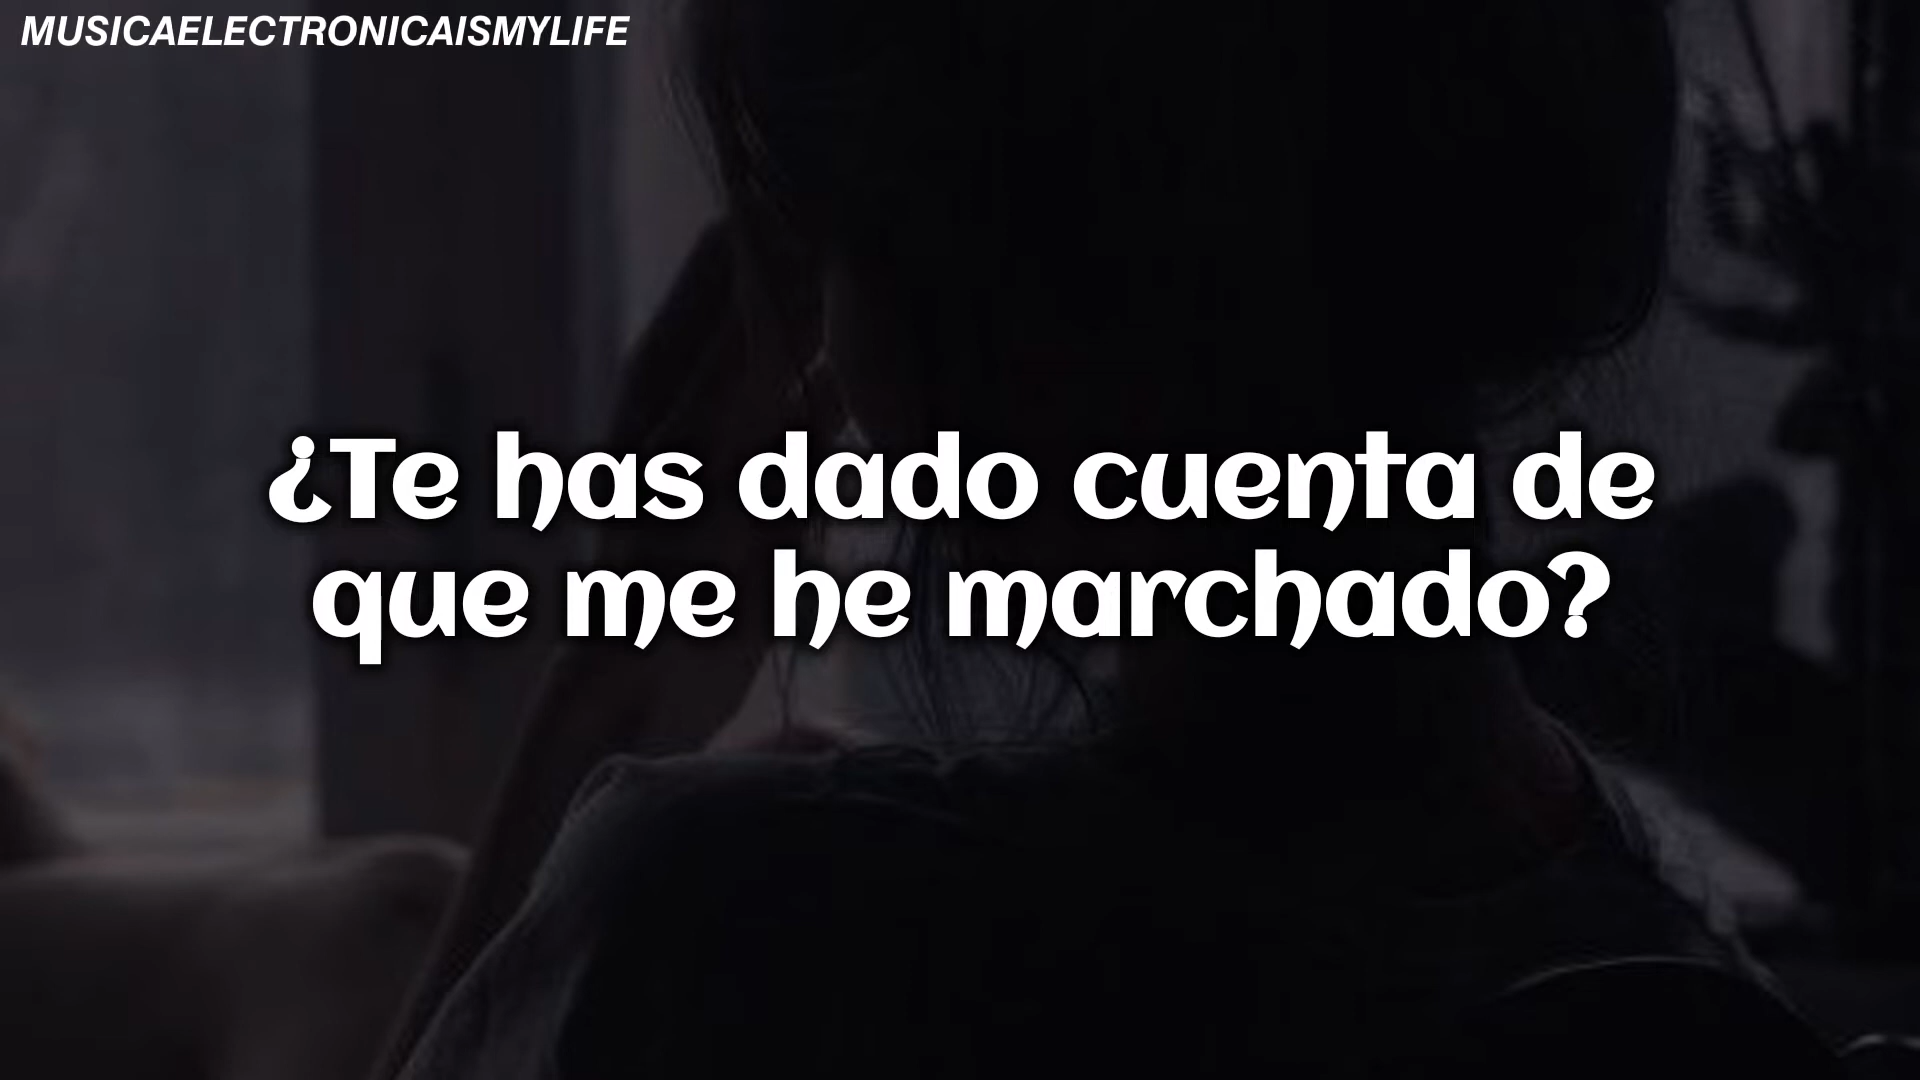 MUSICAELECTRONICAISMYLIFE
¿Te has dado cuenta de
que me he marchado?